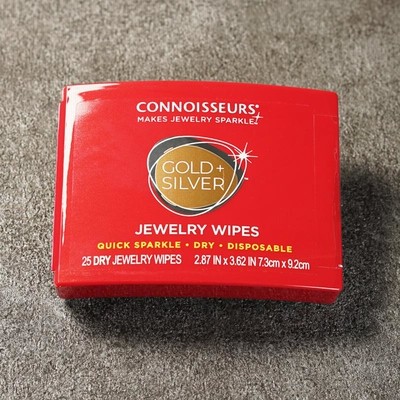 CONNOISSEURS®
MAKES JEWELRY SPARKLE
GOLD+
SILVER
JEWELRY WIPES
QUICK SPARKLE • DRY • DISPOSABLE
25 DRY JEWELRY WIPES 2.87 IN x 3.62 IN 7.3cm x 9.2cm